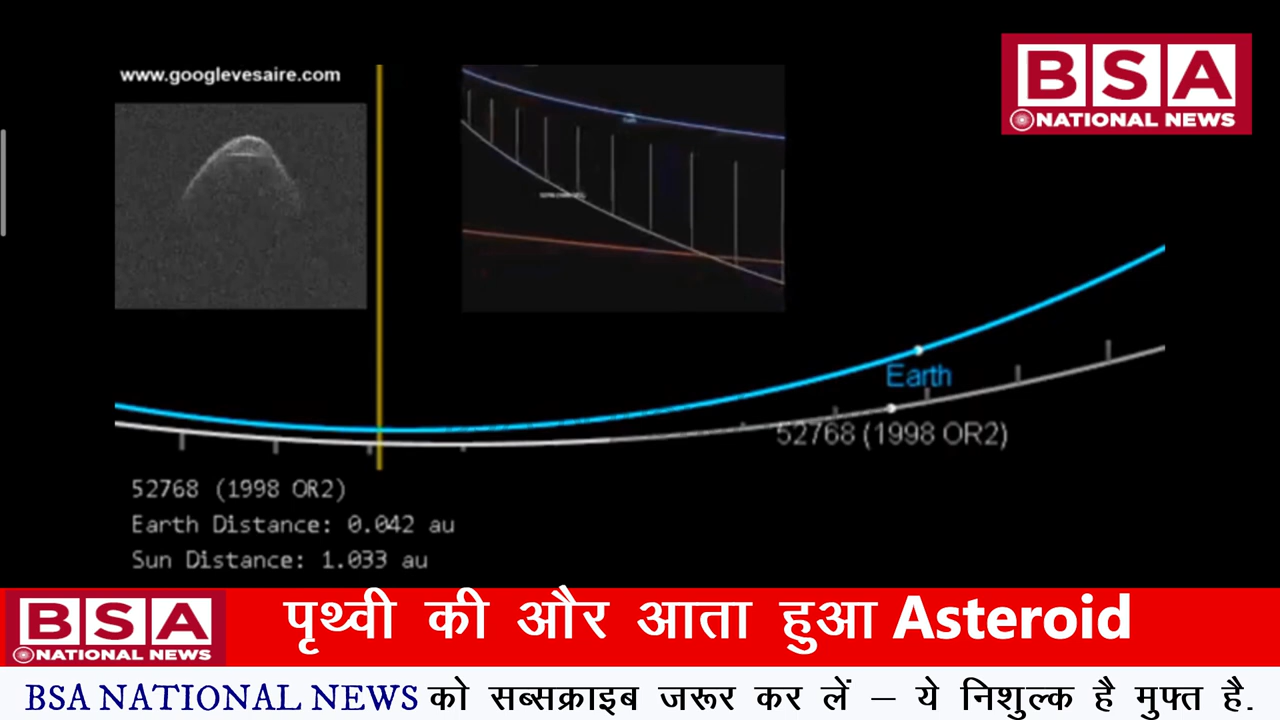 www.googlevesaire.com
BSA
NATIONAL NEWS
Earth
52768 (1998 OR2)
52768 (1998 OR2)
Earth Distance: 0.042 au
Sun Distance: 1.033 au
BSA
NATIONAL NEWS
पृथ्वी की और आता हुआ Asteroid
BSA NATIONAL NEWS को सब्सक्राइब जरूर कर लें – ये निशुल्क है मुफ्त है.